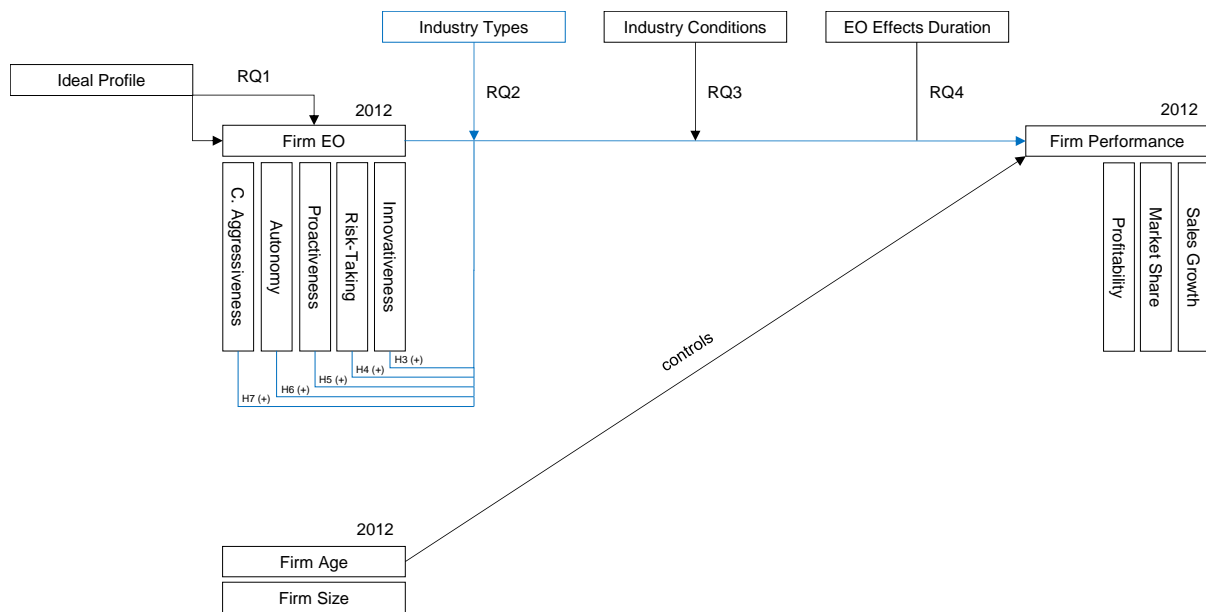 Industry Types
Industry Conditions
EO Effects Duration
Ideal Profile
RQ1
RQ2
RQ3
RQ4
2012
2012
Firm EO
Firm Performance
C. Aggressiveness
Autonomy
Proactiveness
Risk-Taking
Innovativeness
Profitability
Market Share
Sales Growth
H3 (+)
H4 (+)
H5 (+)
H6 (+)
H7 (+)
controls
2012
Firm Age
Firm Size